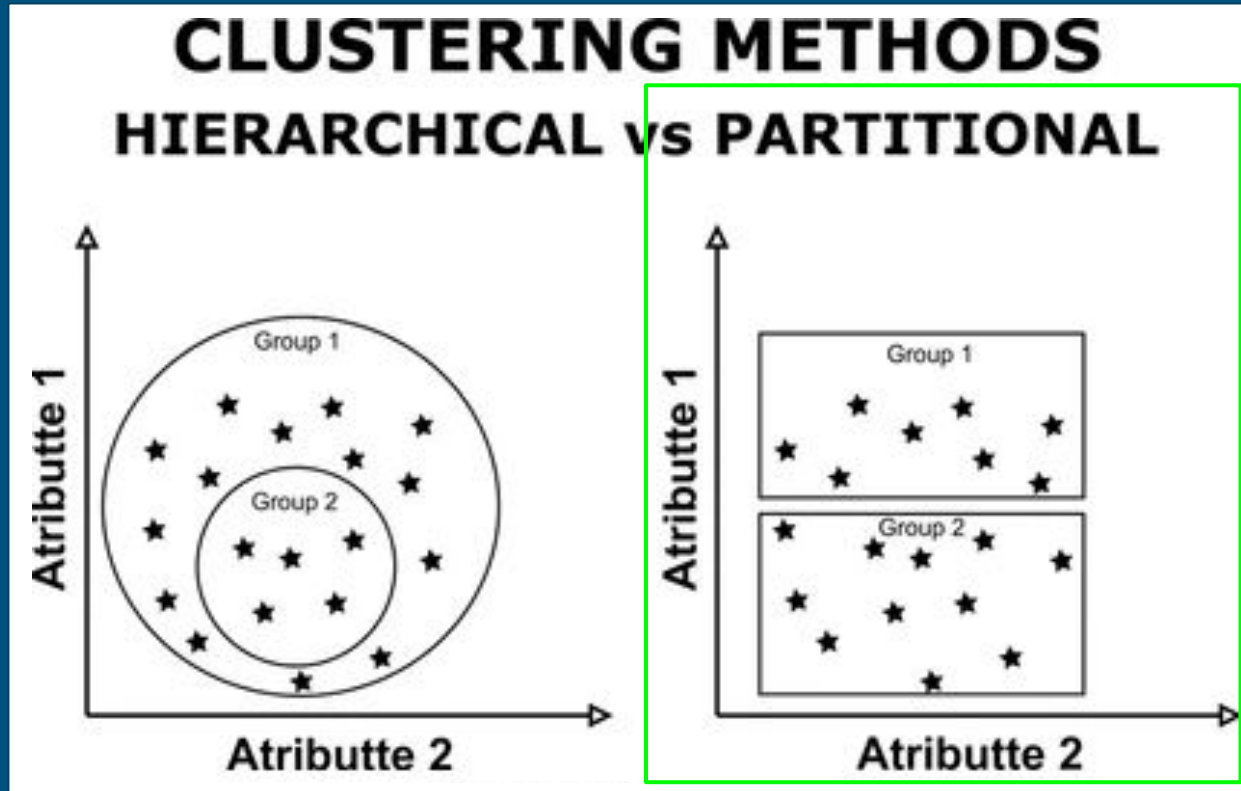 CLUSTERING METHODS
HIERARCHICAL vs PARTITIONAL
Atributte 1
Group 1
Group 2
Atributte 2
Atributte 1
Group 1
Group 2
Atributte 2